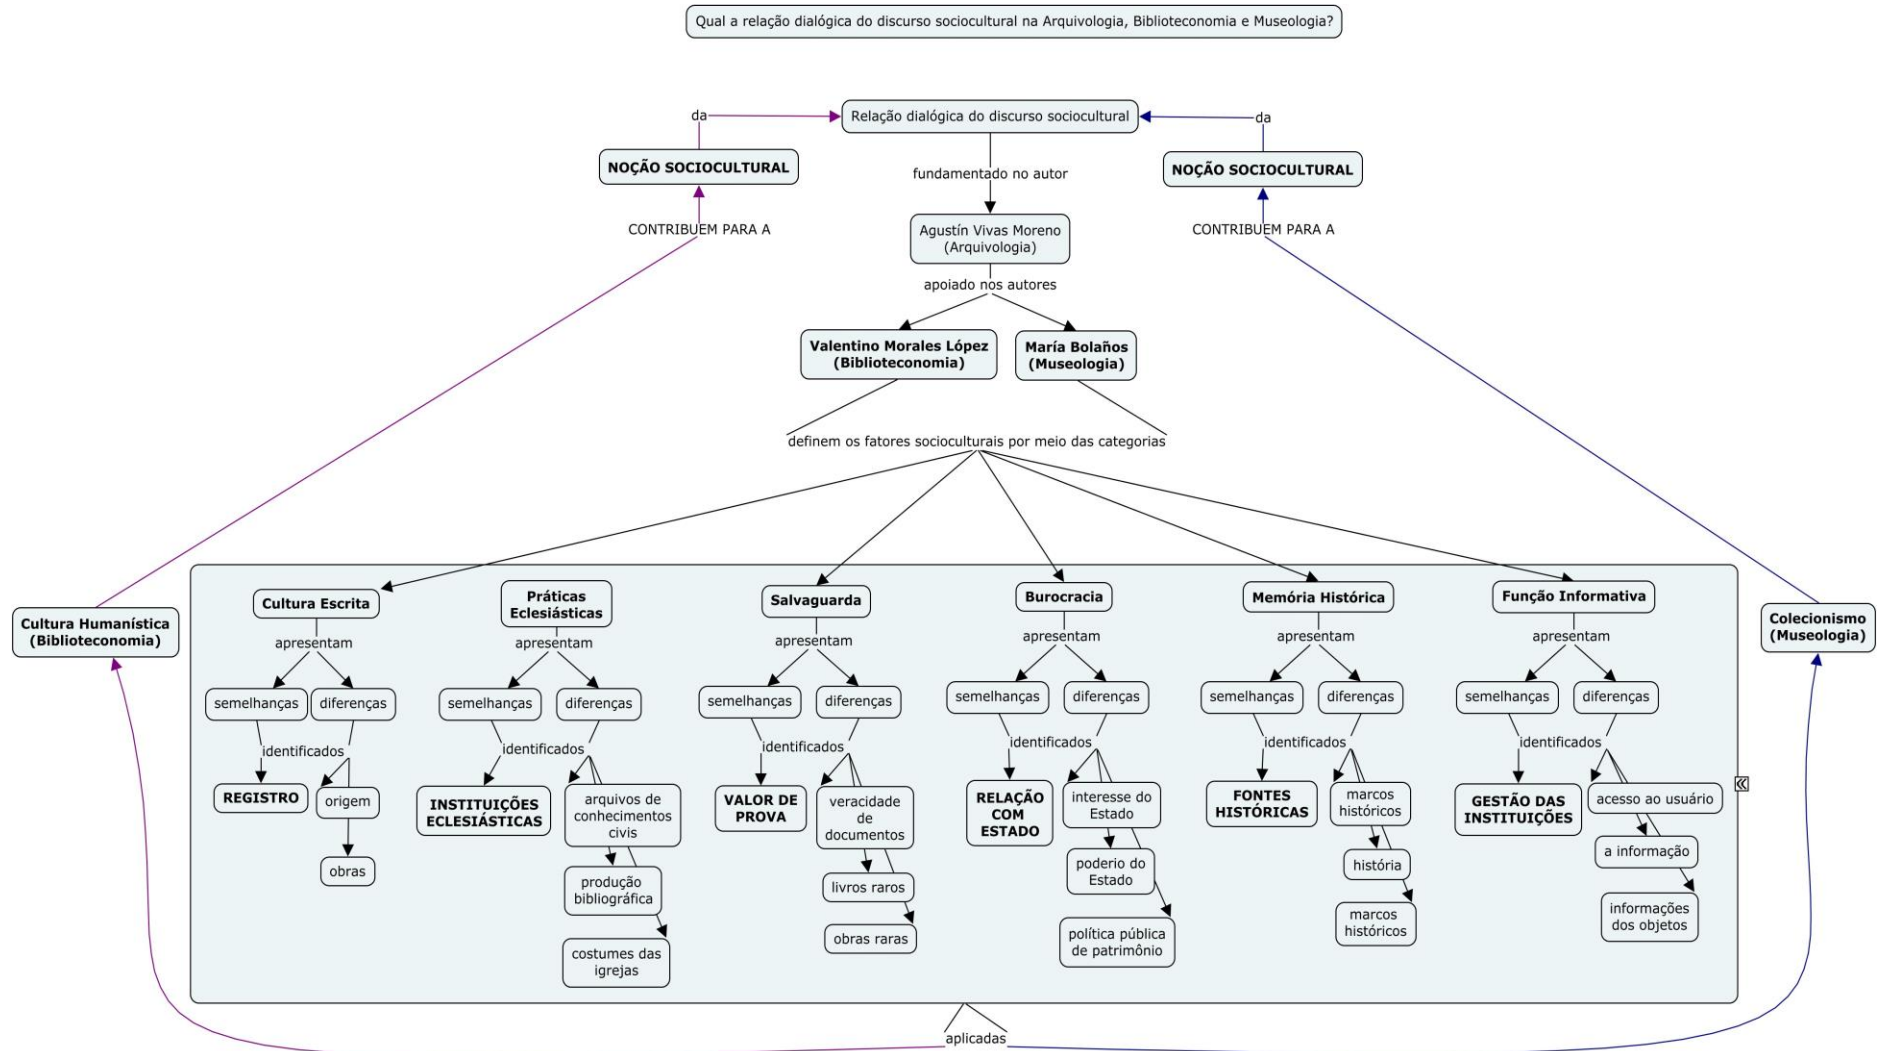 Qual a relação dialógica do discurso sociocultural na Arquivologia, Biblioteconomia e Museologia?
da
Relação dialógica do discurso sociocultural
da
NOÇÃO SOCIOCULTURAL
fundamentado no autor
NOÇÃO SOCIOCULTURAL
CONTRIBUEM PARA A
Agustín Vivas Moreno
(Arquivologia)
CONTRIBUEM PARA A
apoiado nos autores
Valentino Morales López
(Biblioteconomia)
María Bolaños
(Museologia)
definem os fatores socioculturais por meio das categorias
Cultura Humanística
(Biblioteconomia)
Cultura Escrita
apresentam
semelhanças
diferenças
identificados
REGISTRO
origem
obras
Práticas
Eclesiásticas
apresentam
semelhanças
diferenças
identificados
INSTITUIÇÕES
ECLESIÁSTICAS
arquivos de
conhecimentos
civis
produção
bibliográfica
costumes das
igrejas
Salvaguarda
apresentam
semelhanças
diferenças
identificados
VALOR DE
PROVA
veracidade
de
documentos
livros raros
obras raras
Burocracia
apresentam
semelhanças
diferenças
identificados
RELAÇÃO
COM
ESTADO
interesse do
Estado
poderio do
Estado
política pública
de patrimônio
Memória Histórica
apresentam
semelhanças
diferenças
identificados
FONTES
HISTÓRICAS
marcos
históricos
história
marcos
históricos
Função Informativa
apresentam
semelhanças
diferenças
identificados
GESTÃO DAS
INSTITUIÇÕES
acesso ao usuário
a informação
informações
dos objetos
Colecionismo
(Museologia)
aplicadas